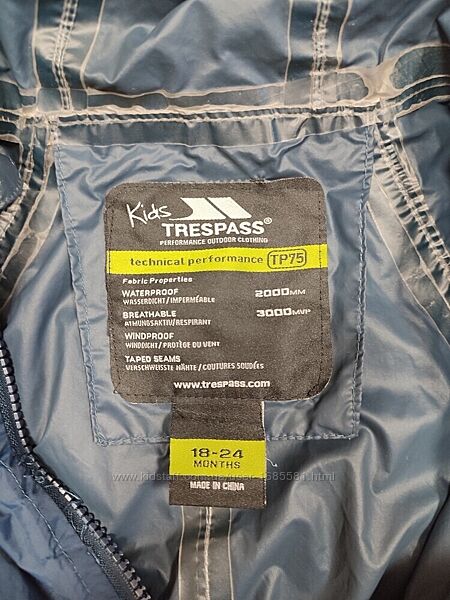 Kids
TRESPASS®
PERFORMANCE OUTDOOR CLOTHING
technical performance TP75
Fabric Properties
WATERPROOF 2000MM
WASSERDICHT/IMPERMÉABLE
BREATHABLE 3000MVP
ATMUNGSAKTIV/RESPIRANT
WINDPROOF
WINDDICHT/PROTÈGE DU VENT
TAPED SEAMS
VERSCHWEISSTE NÄHTE/COUTURES SOUDÉES
www.trespass.com
18-24
MONTHS
MADE IN CHINA